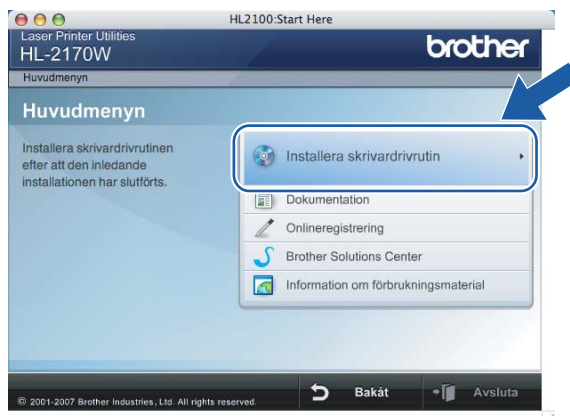 HL2100:Start Here
Laser Printer Utilities
HL-2170W
brother
Huvudmenyn
Huvudmenyn
Installera skrivardrivrutinen
efter att den inledande
installationen har slutförts.
Installera skrivardrivrutin
Dokumentation
Onlineregistrering
Brother Solutions Center
Information om förbrukningsmaterial
© 2001-2007 Brother Industries, Ltd. All rights reserved.
Bakåt
Avsluta